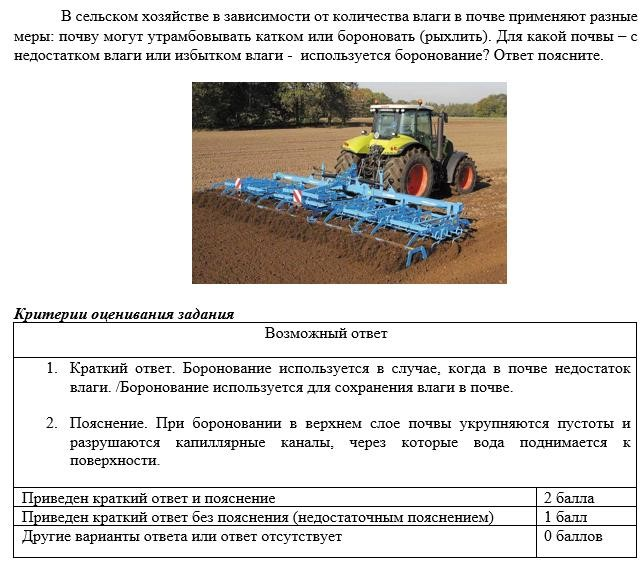 В сельском хозяйстве в зависимости от количества влаги в почве применяют разные
меры: почву могут утрамбовывать катком или бороновать (рыхлить). Для какой почвы – с
недостатком влаги или избытком влаги - используется боронование? Ответ поясните.
Критерии оценивания задания
Возможный ответ
1. Краткий ответ. Боронование используется в случае, когда в почве недостаток
влаги. /Боронование используется для сохранения влаги в почве.
2. Пояснение. При бороновании в верхнем слое почвы укрупняются пустоты и
разрушаются капиллярные каналы, через которые вода поднимается к
поверхности.
Приведен краткий ответ и пояснение 2 балла
Приведен краткий ответ без пояснения (недостаточным пояснением) 1 балл
Другие варианты ответа или ответ отсутствует 0 баллов